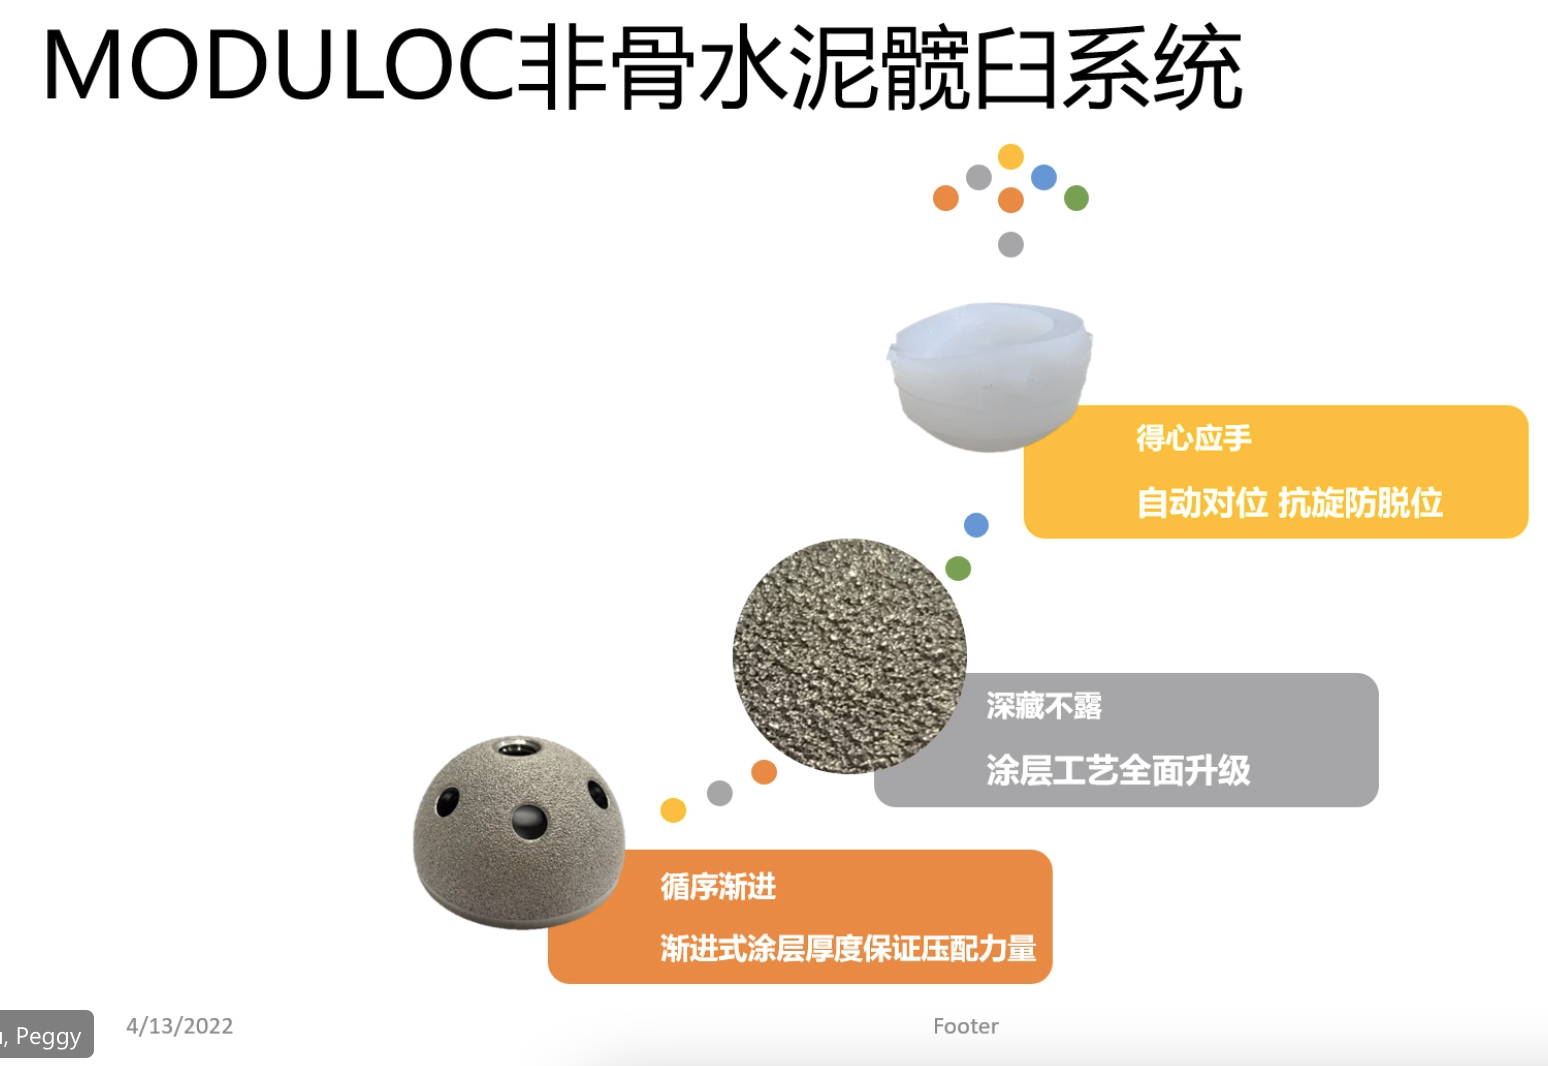 MODULOC非骨水泥髋臼系统
得心应手
自动对位 抗旋防脱位
深藏不露
涂层工艺全面升级
循序渐进
渐进式涂层厚度保证压配力量
, Peggy
4/13/2022
Footer